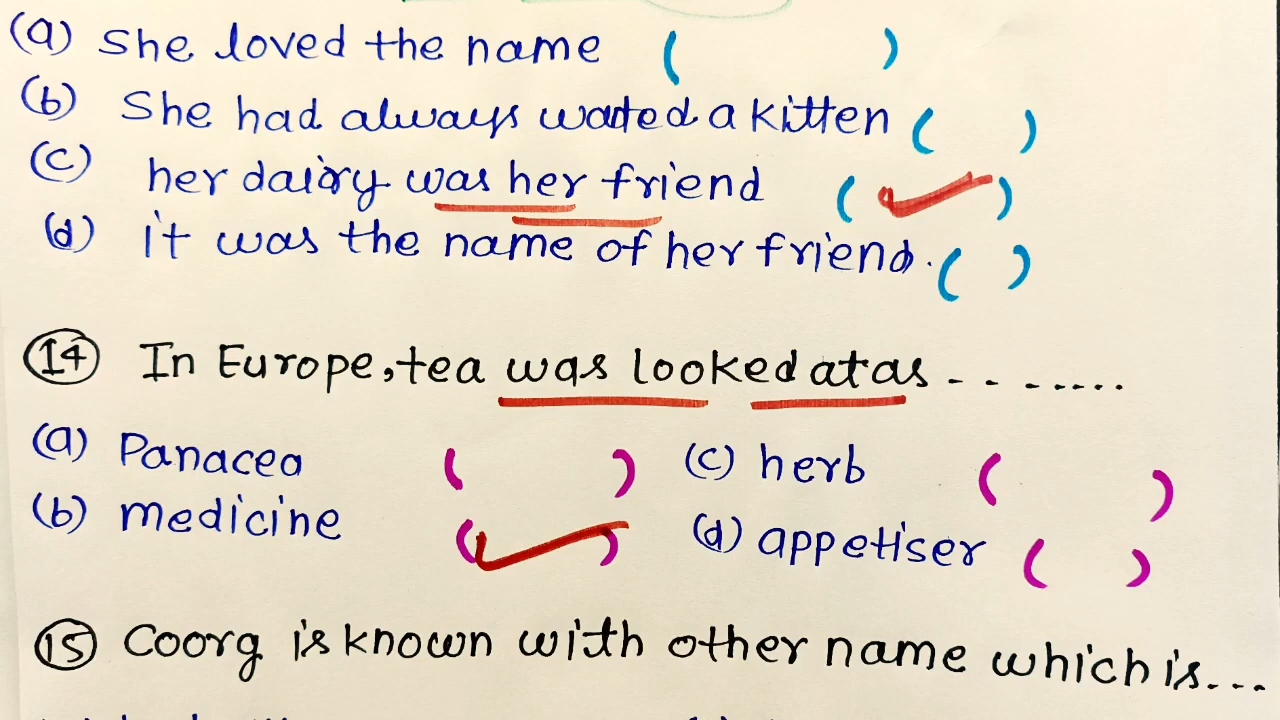 (a) She loved the name ( )
(b) She had always wated a kitten ( )
(c) her dairy was her friend ( ✓ )
(d) it was the name of her friend. ( )
(14) In Europe, tea was looked at as - - - .....
(a) Panacea ( ) (c) herb ( )
(b) medicine ( ✓ ) (d) appetiser ( )
(15) Coorg is known with other name which is. - - -